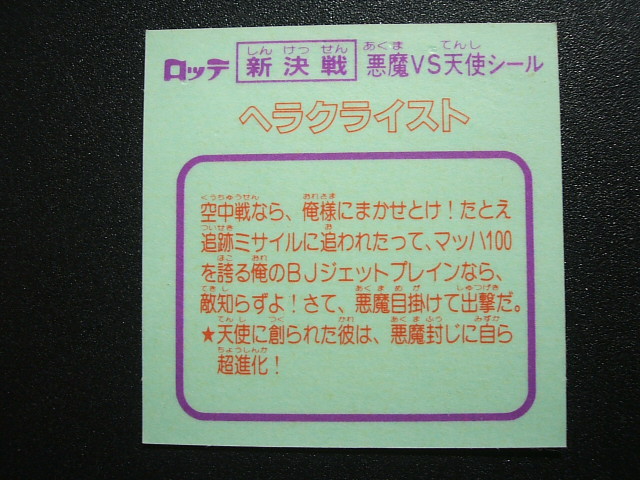 ロッテ 新決戦 悪魔VS天使シール
ヘラクライスト
空中戦なら、俺様にまかせとけ！たとえ
追跡ミサイルに追われたって、マッハ100
を誇る俺のBJジェットプレインなら、
敵知らずよ！さて、悪魔目掛けて出撃だ。
★天使に創られた彼は、悪魔封じに自ら
超進化！